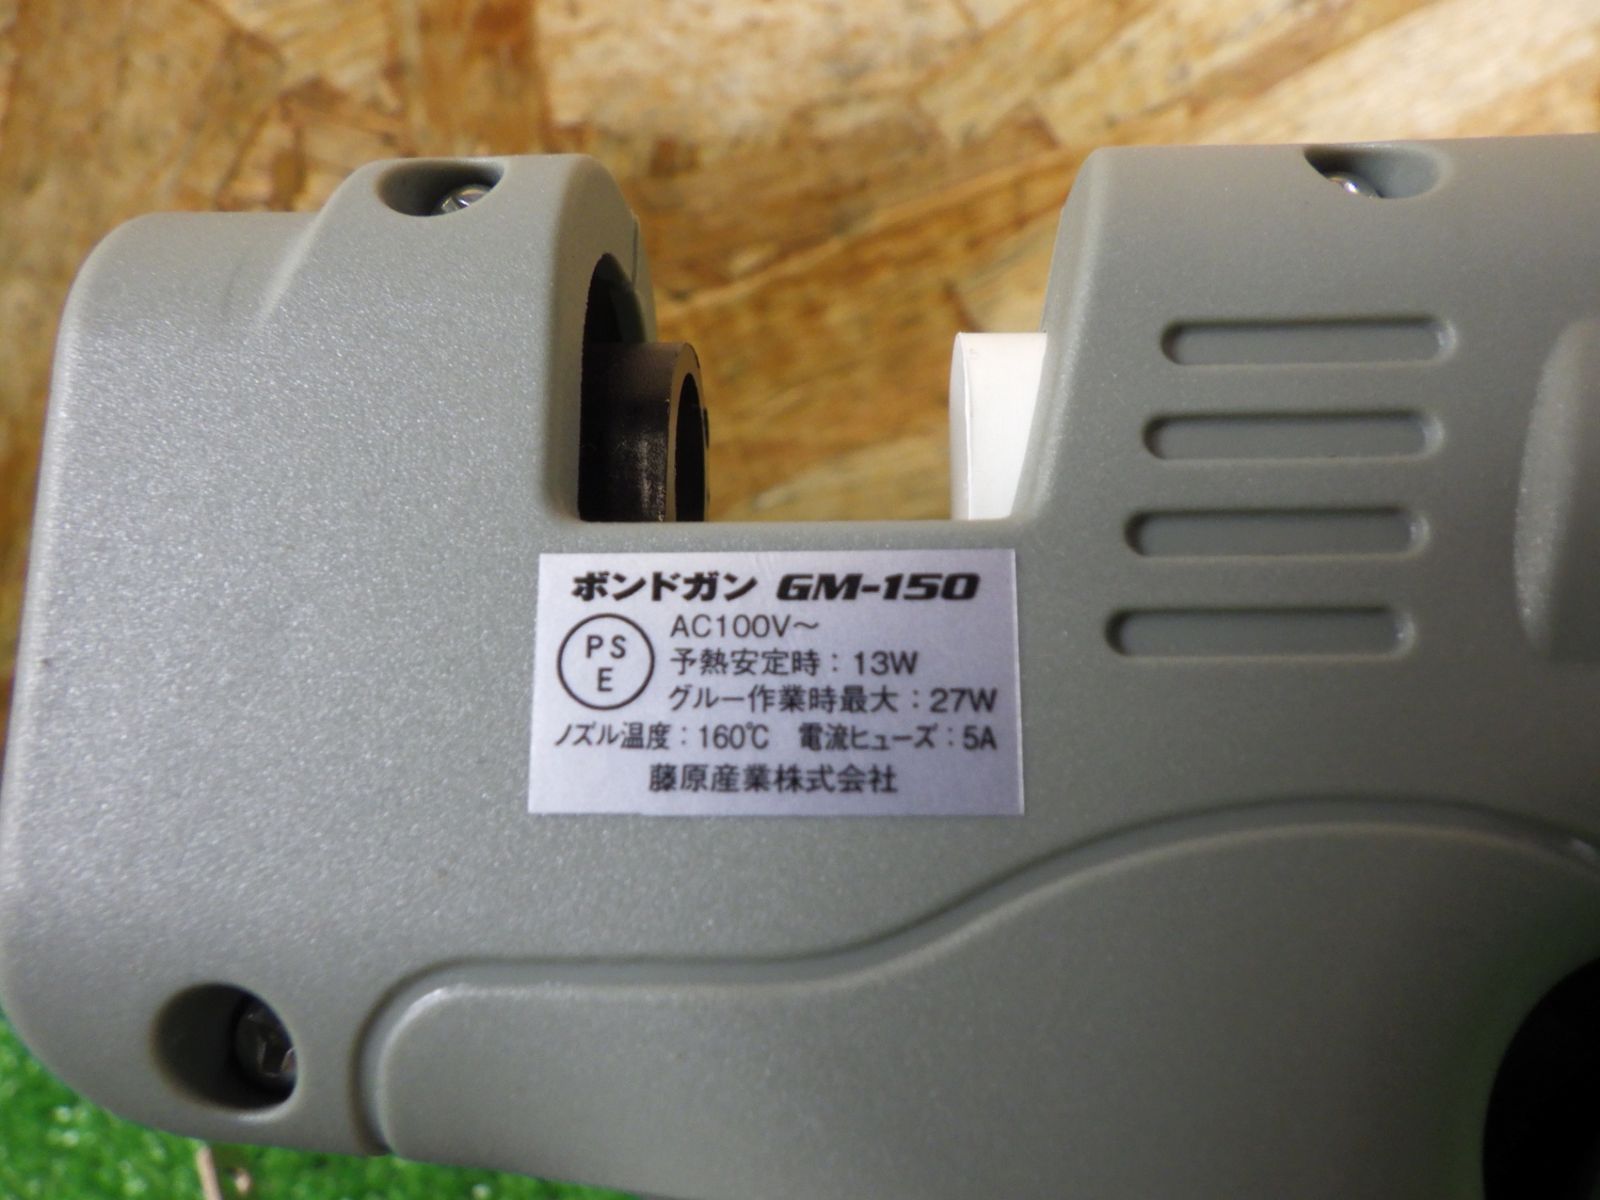 ボンドガン GM-150
PS
E
AC100V～
予熱安定時：13W
グルー作業時最大：27W
ノズル温度：160℃ 電流ヒューズ：5A
藤原産業株式会社